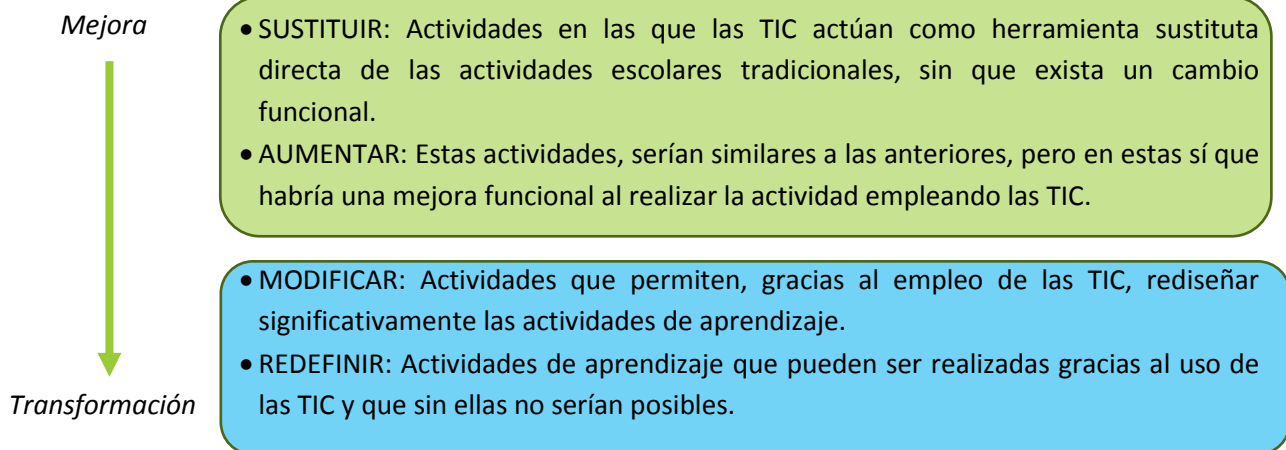 Mejora
• SUSTITUIR: Actividades en las que las TIC actúan como herramienta sustituta
directa de las actividades escolares tradicionales, sin que exista un cambio
funcional.
• AUMENTAR: Estas actividades, serían similares a las anteriores, pero en estas sí que
habría una mejora funcional al realizar la actividad empleando las TIC.
• MODIFICAR: Actividades que permiten, gracias al empleo de las TIC, rediseñar
significativamente las actividades de aprendizaje.
• REDEFINIR: Actividades de aprendizaje que pueden ser realizadas gracias al uso de
las TIC y que sin ellas no serían posibles.
Transformación